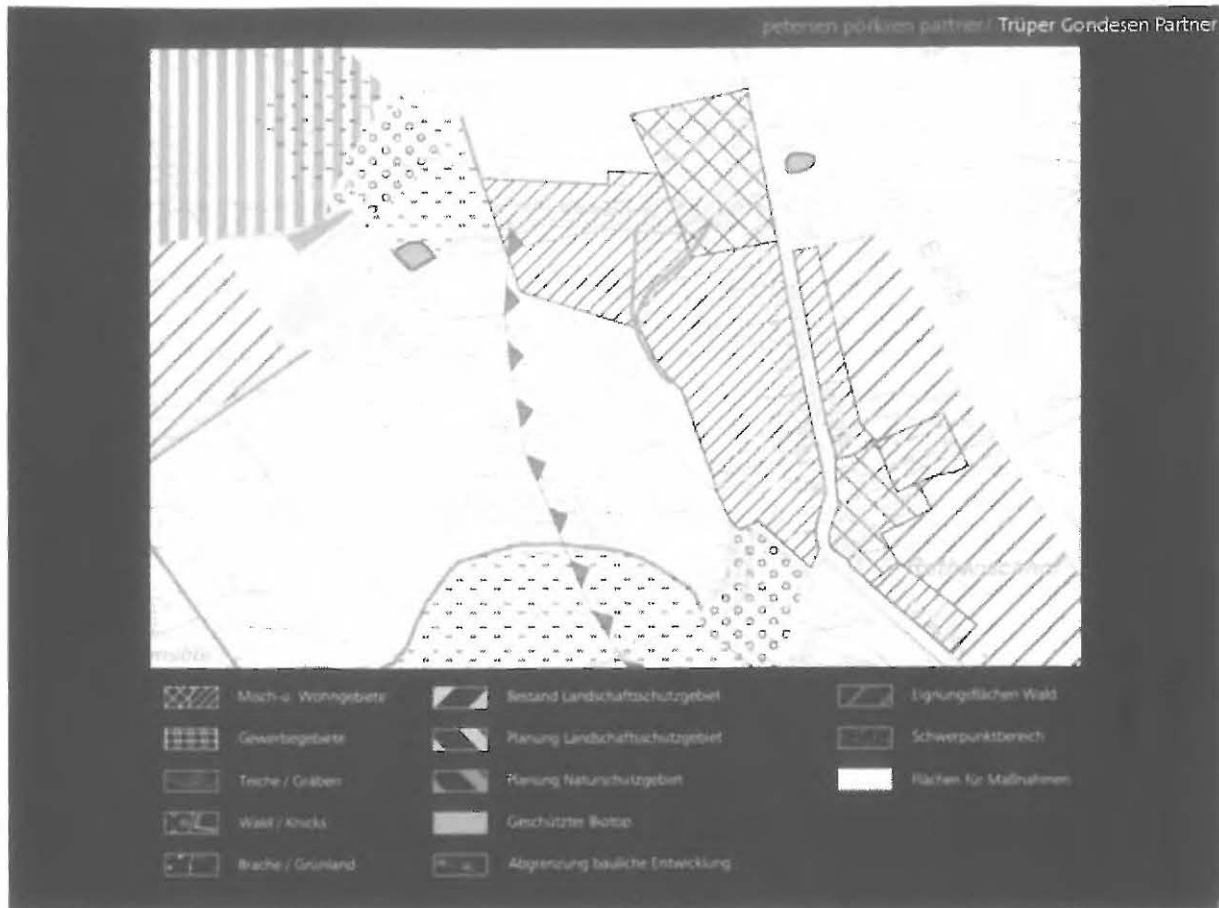 petersen pörksen partner / Trüper Gondesen Partner
Misch-u. Wohngebiete
Gewerbegebiete
Teiche / Gräben
Wald / Knicks
Brache / Grünland
Bestand Landschaftsschutzgebiet
Planung Landschaftsschutzgebiet
Planung Naturschutzgebiet
Geschützter Biotop
Abgrenzung bauliche Entwicklung
Eignungsflächen Wald
Schwerpunktbereich
Flächen für Maßnahmen